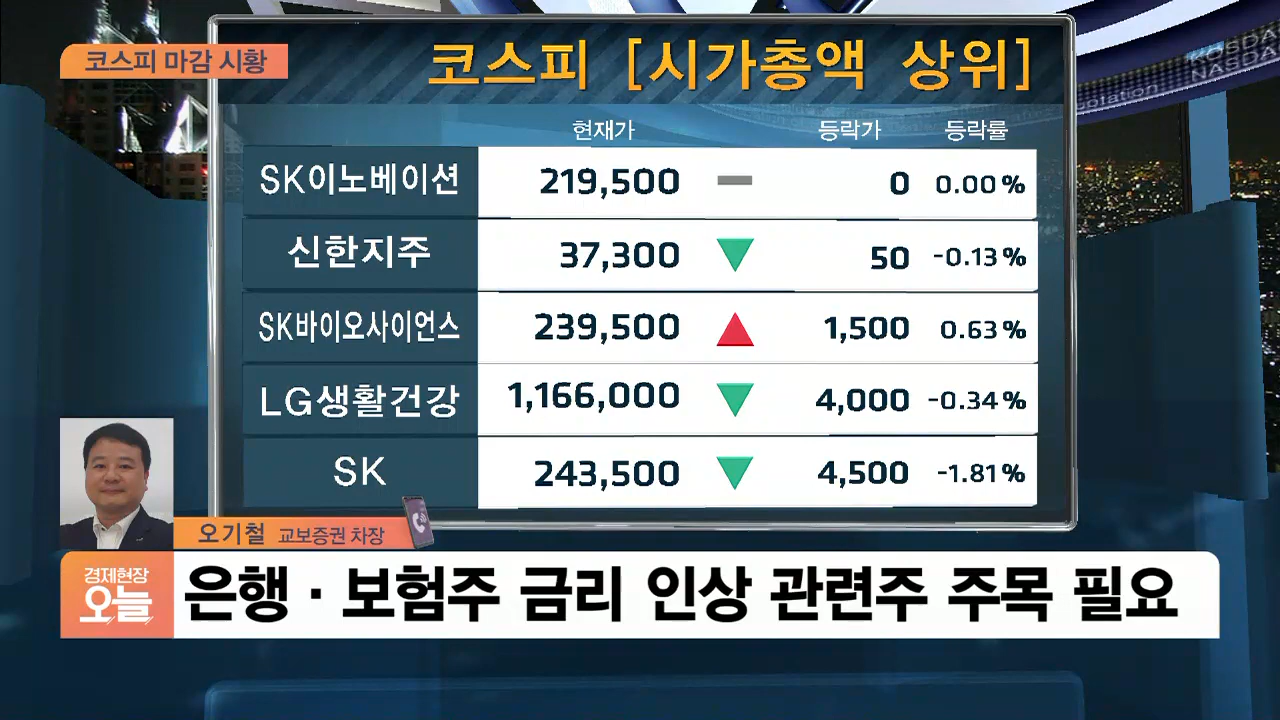 코스피 마감 시황
코스피 [시가총액 상위]
KOSDA
NASDA
현재가 등락가 등락률
SK이노베이션 219,500 0 0.00%
신한지주 37,300 ▼ 50 -0.13%
SK바이오사이언스 239,500 ▲ 1,500 0.63%
LG생활건강 1,166,000 ▼ 4,000 -0.34%
SK 243,500 ▼ 4,500 -1.81%
오기철 교보증권 차장
경제현장
오늘
은행·보험주 금리 인상 관련주 주목 필요